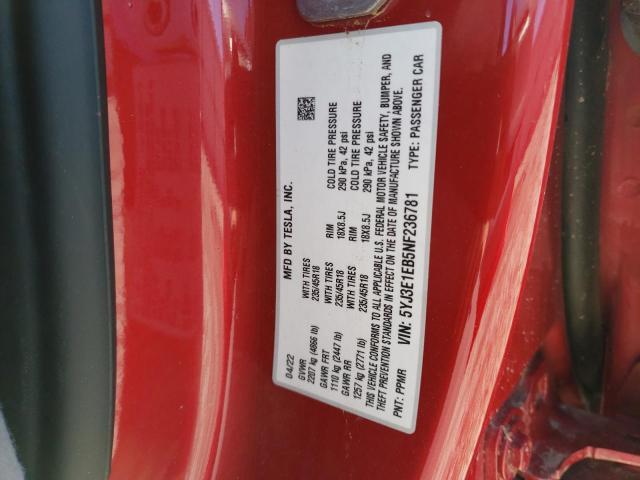 MFD BY TESLA, INC.
04/22
GVWR
2207 kg (4866 lb)
WITH TIRES
235/45R18
RIM
18X8.5J
COLD TIRE PRESSURE
290 kPa, 42 psi
GAWR FRT
1110 kg (2447 lb)
WITH TIRES
235/45R18
RIM
18X8.5J
COLD TIRE PRESSURE
290 kPa, 42 psi
GAWR RR
1257 kg (2771 lb)
235/45R18
THIS VEHICLE CONFORMS TO ALL APPLICABLE U.S. FEDERAL MOTOR VEHICLE SAFETY, BUMPER, AND
THEFT PREVENTION STANDARDS IN EFFECT ON THE DATE OF MANUFACTURE SHOWN ABOVE.
VIN: 5YJ3E1EB5NF236781
PNT: PPMR
TYPE: PASSENGER CAR